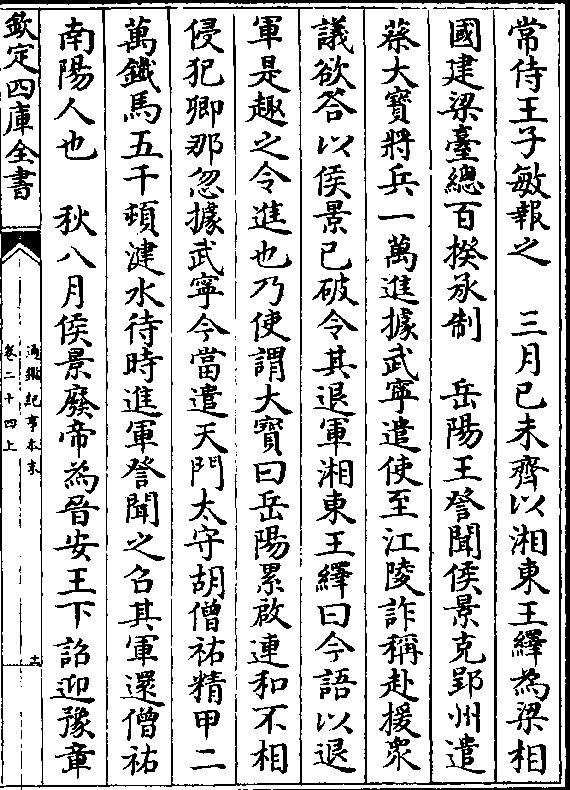 常侍王子敏報之　三月已未齊以湘東王繹為梁相
國建梁臺總百揆承制　岳陽王詧聞侯景克郢州遣
蔡大寳將兵一萬進據武寧遣使至江陵詐稱赴援衆
議欲答以侯景已破令其退軍湘東王繹曰今語以退
軍是趣之令進也乃使謂大寳曰岳陽累啟連和不相
侵犯卿那忽據武寧今當遣天門太守胡僧祐精甲二
萬鐵馬五千頓湕水待時進軍詧聞之召其軍還僧祐
南陽人也　秋八月侯景廢帝為晉安王下詔迎豫章
欽定四庫全書
通鑑紀事本末
卷二十四上